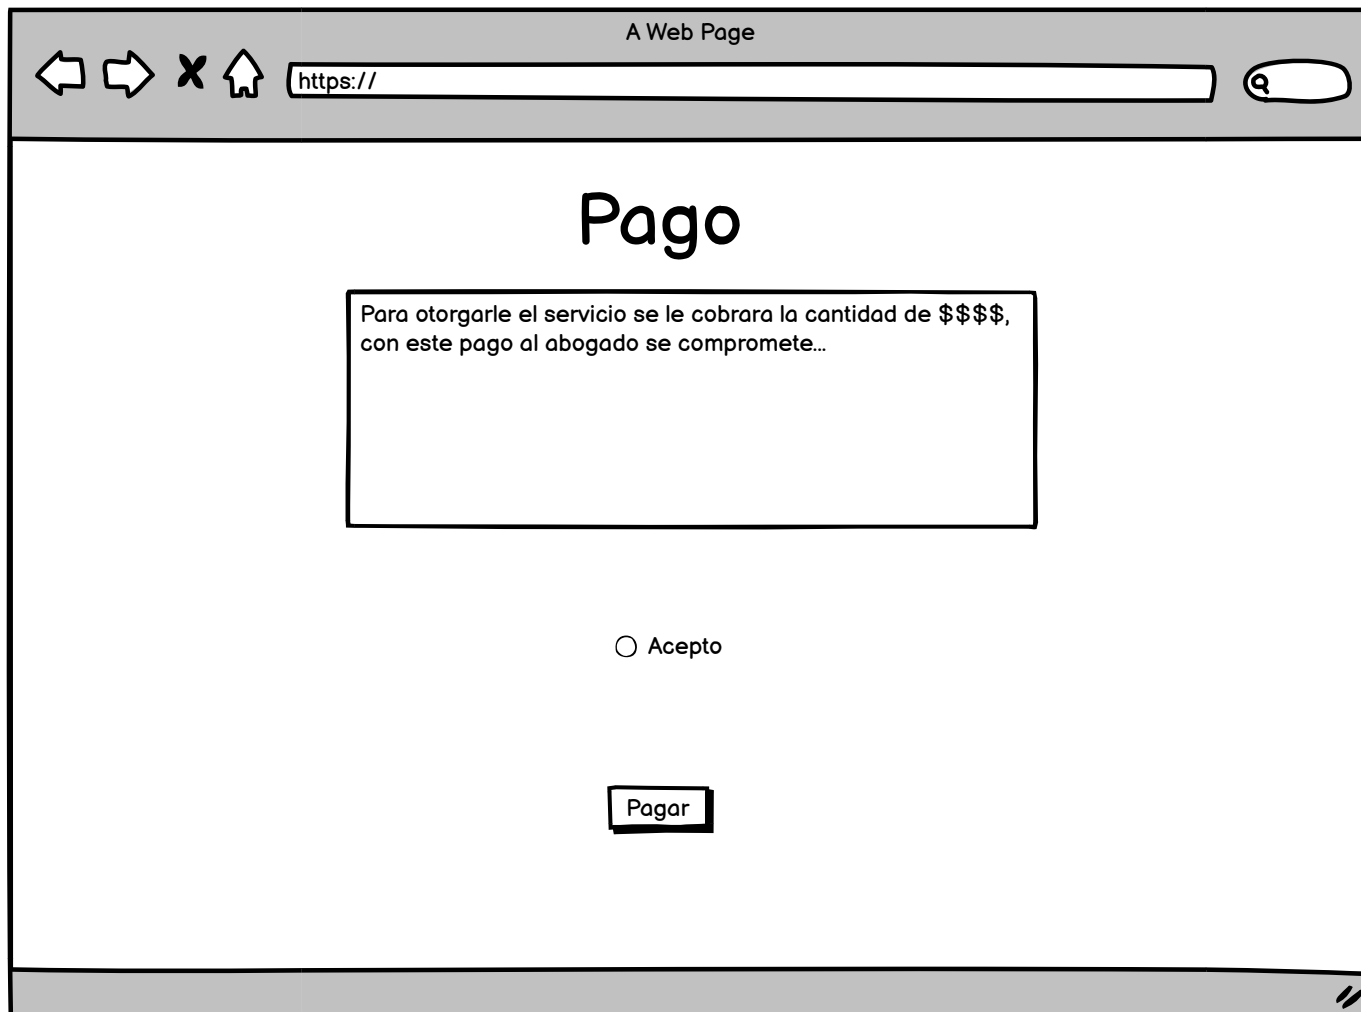 A Web Page
https://
Pago
Para otorgarle el servicio se le cobrara la cantidad de $$$$,
con este pago al abogado se compromete...
Acepto
Pagar